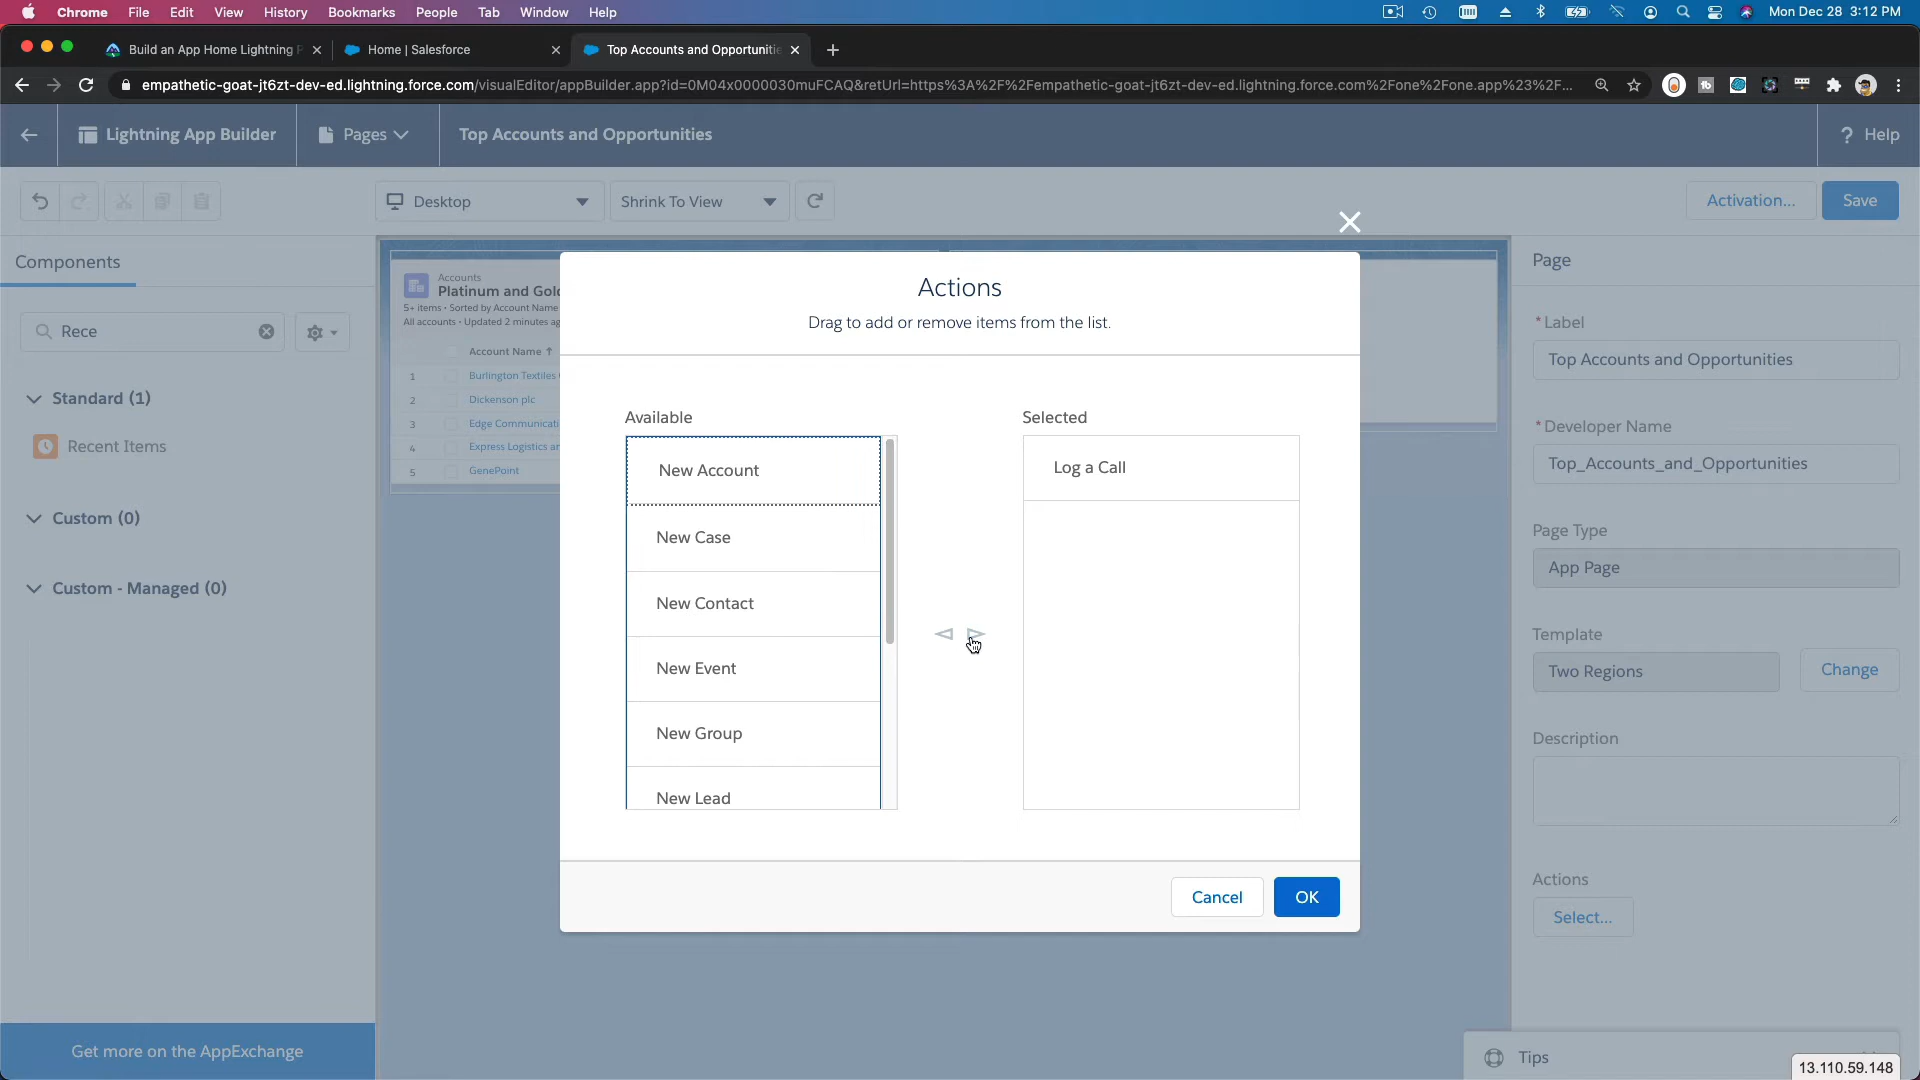 Chrome File Edit View History Bookmarks People Tab Window Help
Mon Dec 28 3:12 PM
Build an App Home Lightning P
Home | Salesforce
Top Accounts and Opportunitie
empathetic-goat-jt6zt-dev-ed.lightning.force.com/visualEditor/appBuilder.app?id=0M04x0000030muFCAQ&retUrl=https%3A%2F%2Fempathetic-goat-jt6zt-dev-ed.lightning.force.com%2Fone%2Fone.app%23%2F...
Lightning App Builder
Pages
Top Accounts and Opportunities
? Help
Desktop
Shrink To View
Activation...
Save
Components
Rece
Standard (1)
Recent Items
Custom (0)
Custom - Managed (0)
Get more on the AppExchange
Accounts
Platinum and Gold
5+ items • Sorted by Account Name
All accounts • Updated 2 minutes ag
Account Name ↑
1 Burlington Textiles
2 Dickenson plc
3 Edge Communicati
4 Express Logistics an
5 GenePoint
Actions
Drag to add or remove items from the list.
Available
New Account
New Case
New Contact
New Event
New Group
New Lead
Selected
Log a Call
Cancel
OK
Page
* Label
Top Accounts and Opportunities
* Developer Name
Top_Accounts_and_Opportunities
Page Type
App Page
Template
Two Regions
Change
Description
Actions
Select...
Tips
13.110.59.148